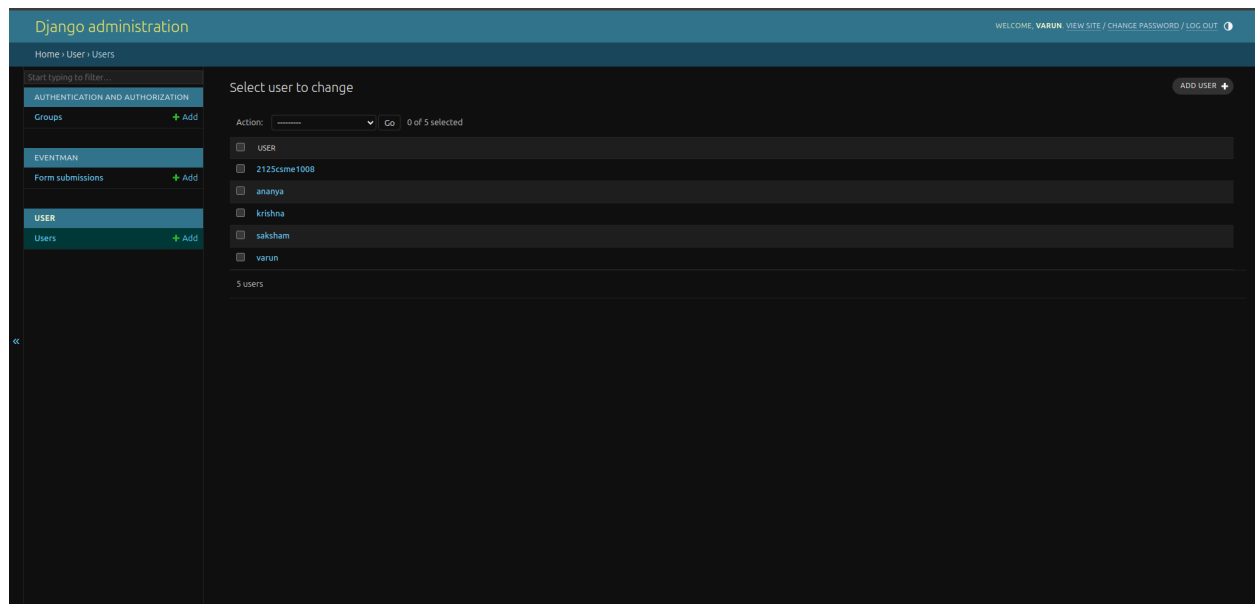 Django administration
WELCOME, VARUN. VIEW SITE / CHANGE PASSWORD / LOG OUT
Home › User › Users
Start typing to filter...
AUTHENTICATION AND AUTHORIZATION
Groups + Add
EVENTMAN
Form submissions + Add
USER
Users + Add
«
Select user to change
ADD USER +
Action: --------- Go 0 of 5 selected
USER
2125csme1008
ananya
krishna
saksham
varun
5 users